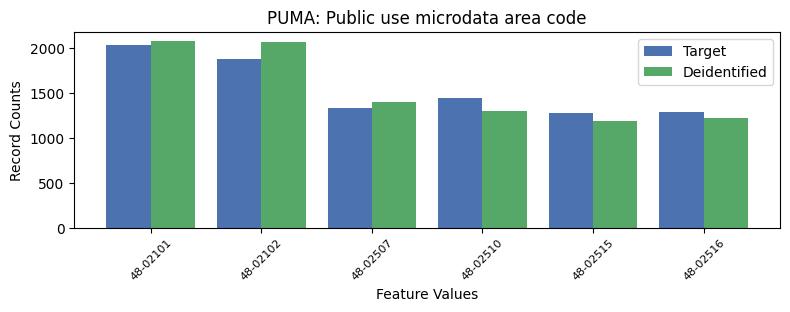 PUMA: Public use microdata area code
Target
Deidentified
Record Counts
2000
1500
1000
500
0
48-02101
48-02102
48-02507
48-02510
48-02515
48-02516
Feature Values